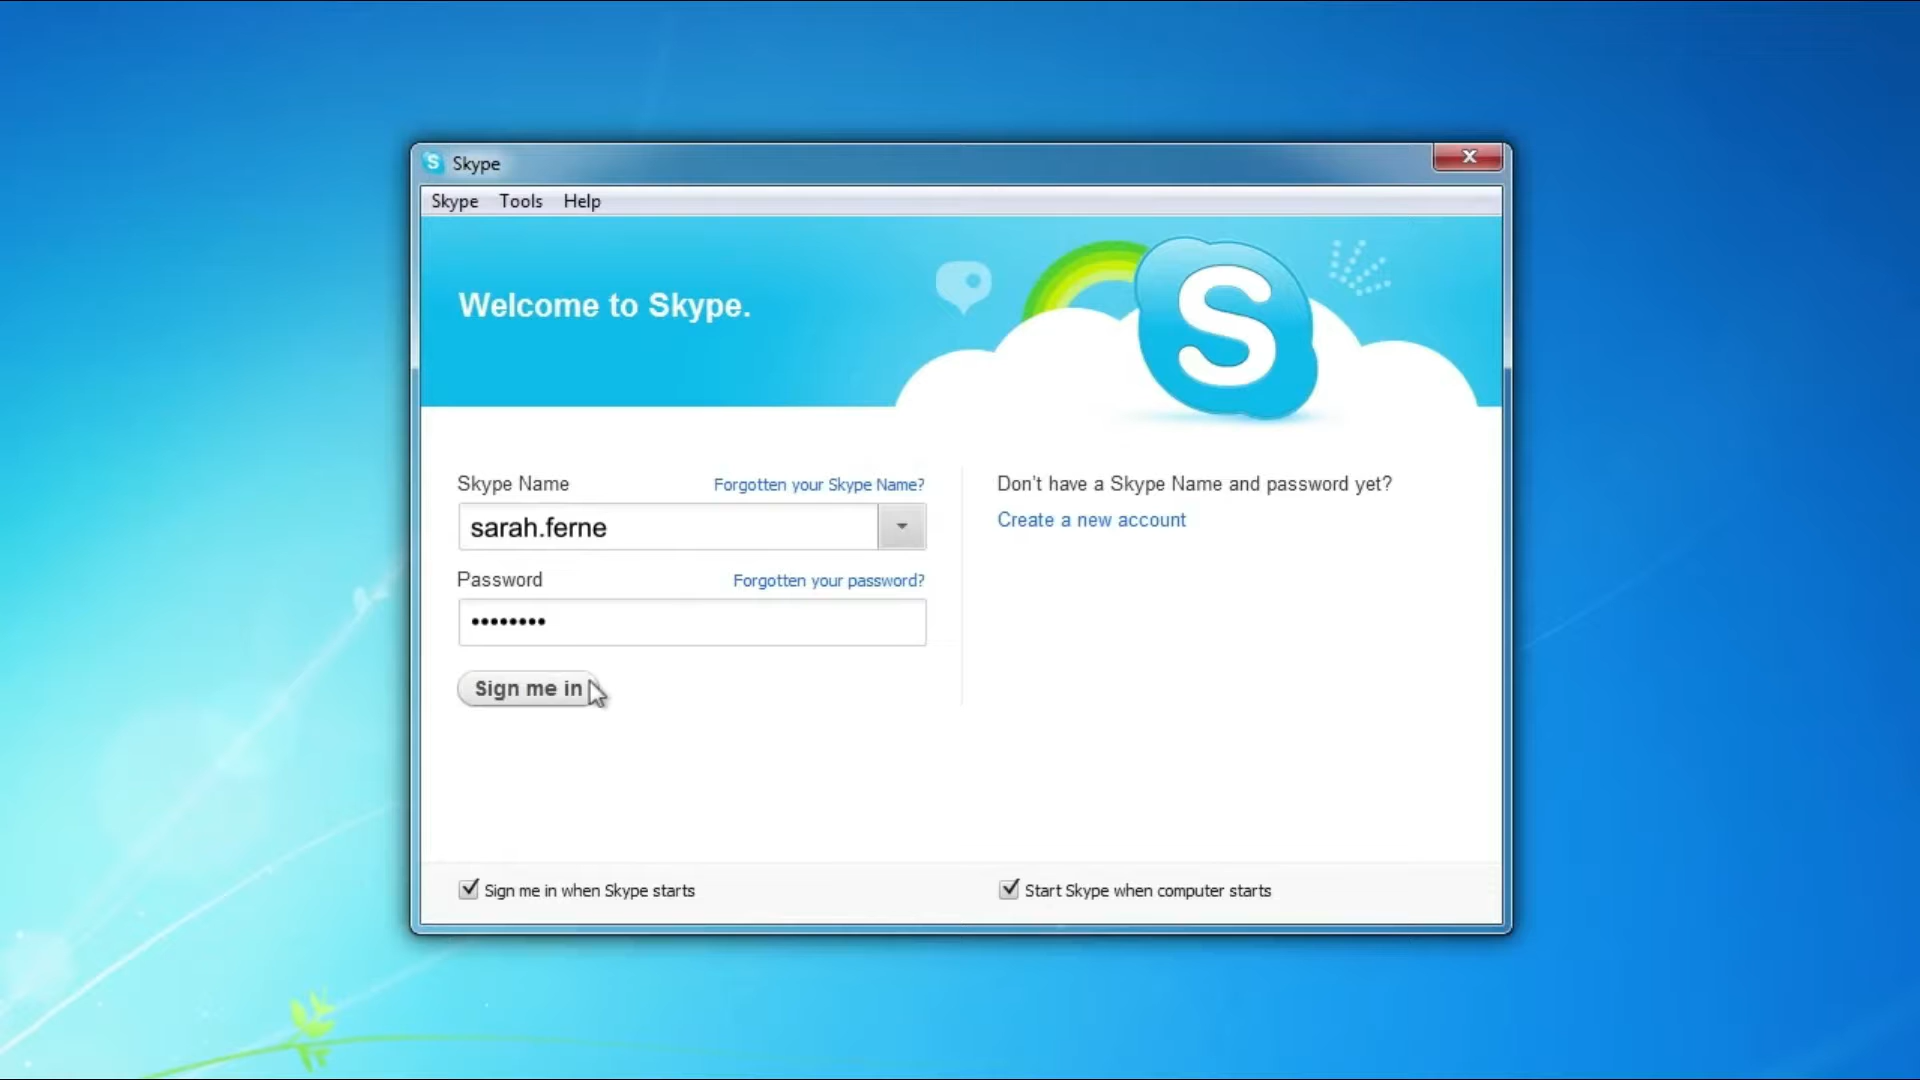 Skype
Skype Tools Help
Welcome to Skype.
S
Skype Name Forgotten your Skype Name?
sarah.ferne
Password Forgotten your password?
••••••••
Sign me in
Don't have a Skype Name and password yet?
Create a new account
Sign me in when Skype starts
Start Skype when computer starts